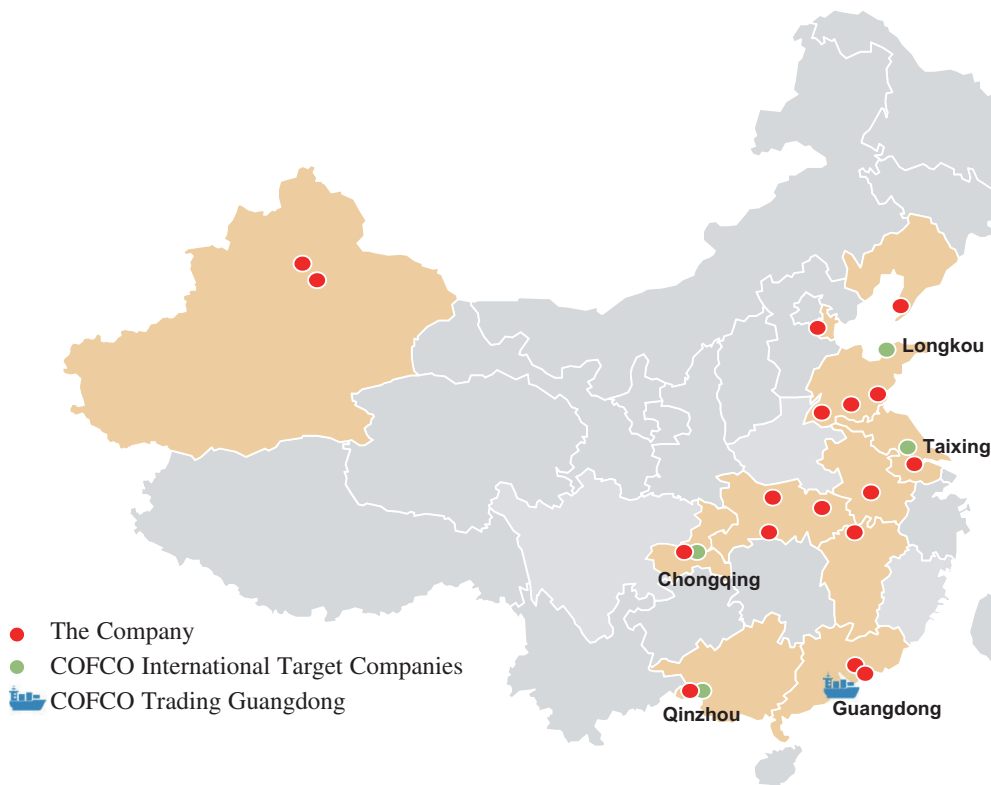 Longkou
Taixing
Chongqing
The Company
COFCO International Target Companies
COFCO Trading Guangdong
Qinzhou
Guangdong